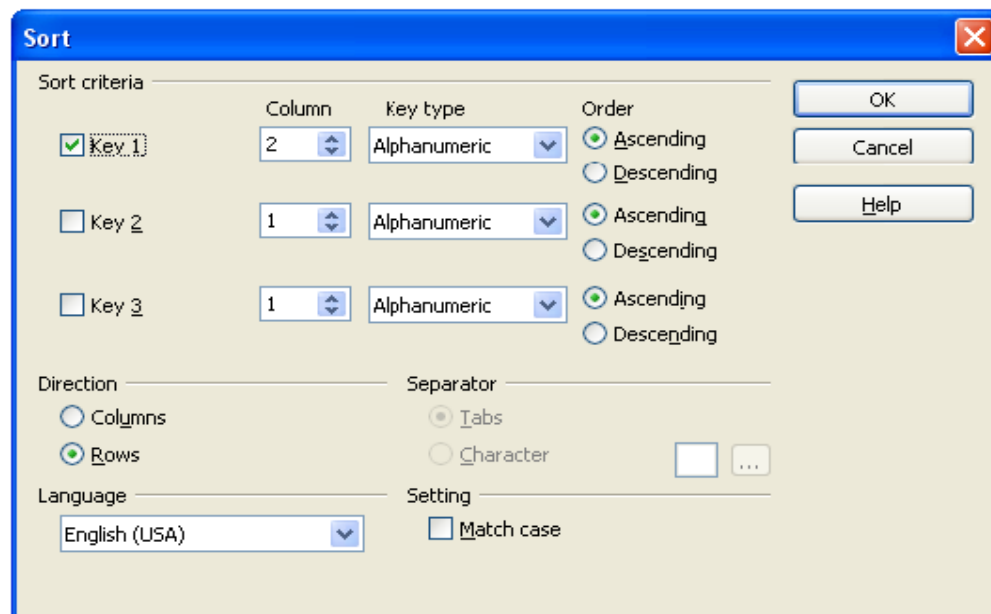 Sort
Sort criteria
Column Key type Order
Key 1 2 Alphanumeric Ascending
Descending
Key 2 1 Alphanumeric Ascending
Descending
Key 3 1 Alphanumeric Ascending
Descending
OK
Cancel
Help
Direction
Columns
Rows
Separator
Tabs
Character ...
Language
English (USA)
Setting
Match case